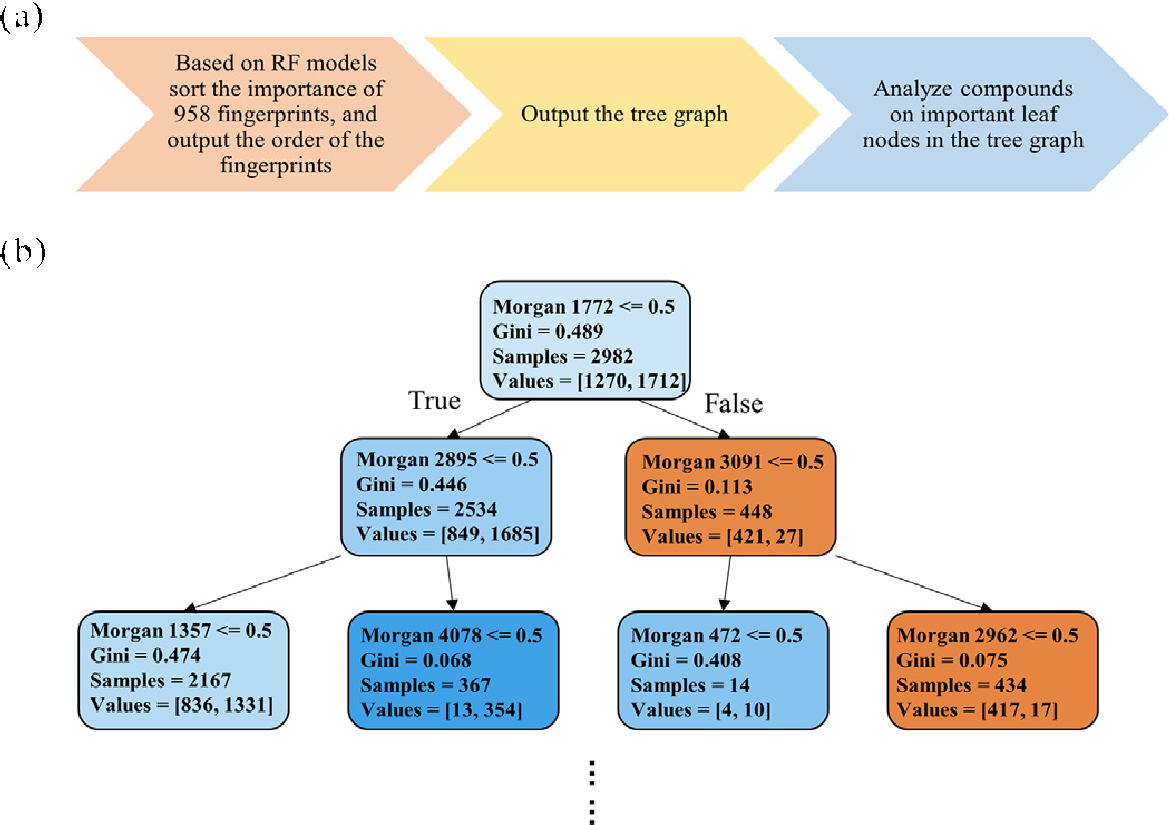 (a)
Based on RF models
sort the importance of
958 fingerprints, and
output the order of the
fingerprints
Output the tree graph
Analyze compounds
on important leaf
nodes in the tree graph
(b)
Morgan 1772 <= 0.5
Gini = 0.489
Samples = 2982
Values = [1270, 1712]
True
False
Morgan 2895 <= 0.5
Gini = 0.446
Samples = 2534
Values = [849, 1685]
Morgan 3091 <= 0.5
Gini = 0.113
Samples = 448
Values = [421, 27]
Morgan 1357 <= 0.5
Gini = 0.474
Samples = 2167
Values = [836, 1331]
Morgan 4078 <= 0.5
Gini = 0.068
Samples = 367
Values = [13, 354]
Morgan 472 <= 0.5
Gini = 0.408
Samples = 14
Values = [4, 10]
Morgan 2962 <= 0.5
Gini = 0.075
Samples = 434
Values = [417, 17]